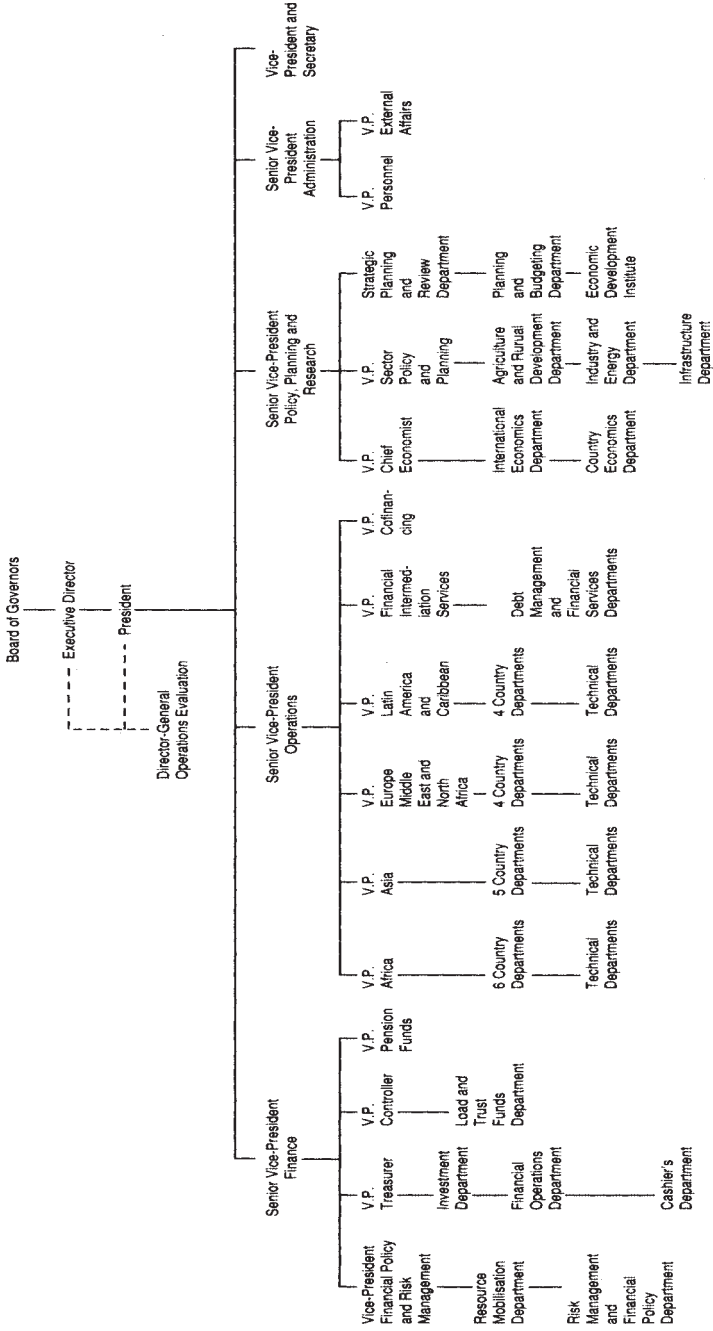 Board of Governors
Executive Director
President
Director-General
Operations Evaluation
Senior Vice-President
Finance
Senior Vice-President
Operations
Senior Vice-President
Policy, Planning and
Research
Senior Vice-
President
Administration
Vice-
President and
Secretary
Vice-President
Financial Policy
and Risk
Management
Resource
Mobilisation
Department
Risk
Management
and
Financial
Policy
Department
V.P.
Treasurer
Investment
Department
Financial
Operations
Department
Cashier's
Department
V.P.
Controller
Load and
Trust
Funds
Department
V.P.
Pension
Funds
V.P.
Africa
6 Country
Departments
Technical
Departments
V.P.
Asia
5 Country
Departments
Technical
Departments
V.P.
Europe
Middle
East and
North
Africa
4 Country
Departments
Technical
Departments
V.P.
Latin
America
and
Caribbean
4 Country
Departments
Technical
Departments
V.P.
Financial
Intermed-
iation
Services
Debt
Management
and
Financial
Services
Departments
V.P.
Cofinan-
cing
V.P.
Chief
Economist
International
Economics
Department
Country
Economics
Department
V.P.
Sector
Policy
and
Planning
Agriculture
and Rurual
Development
Department
Industry and
Energy
Department
Infrastructure
Department
Strategic
Planning
and
Review
Department
Planning
and
Budgeting
Department
Economic
Development
Institute
V.P.
Personnel
V.P.
External
Affairs